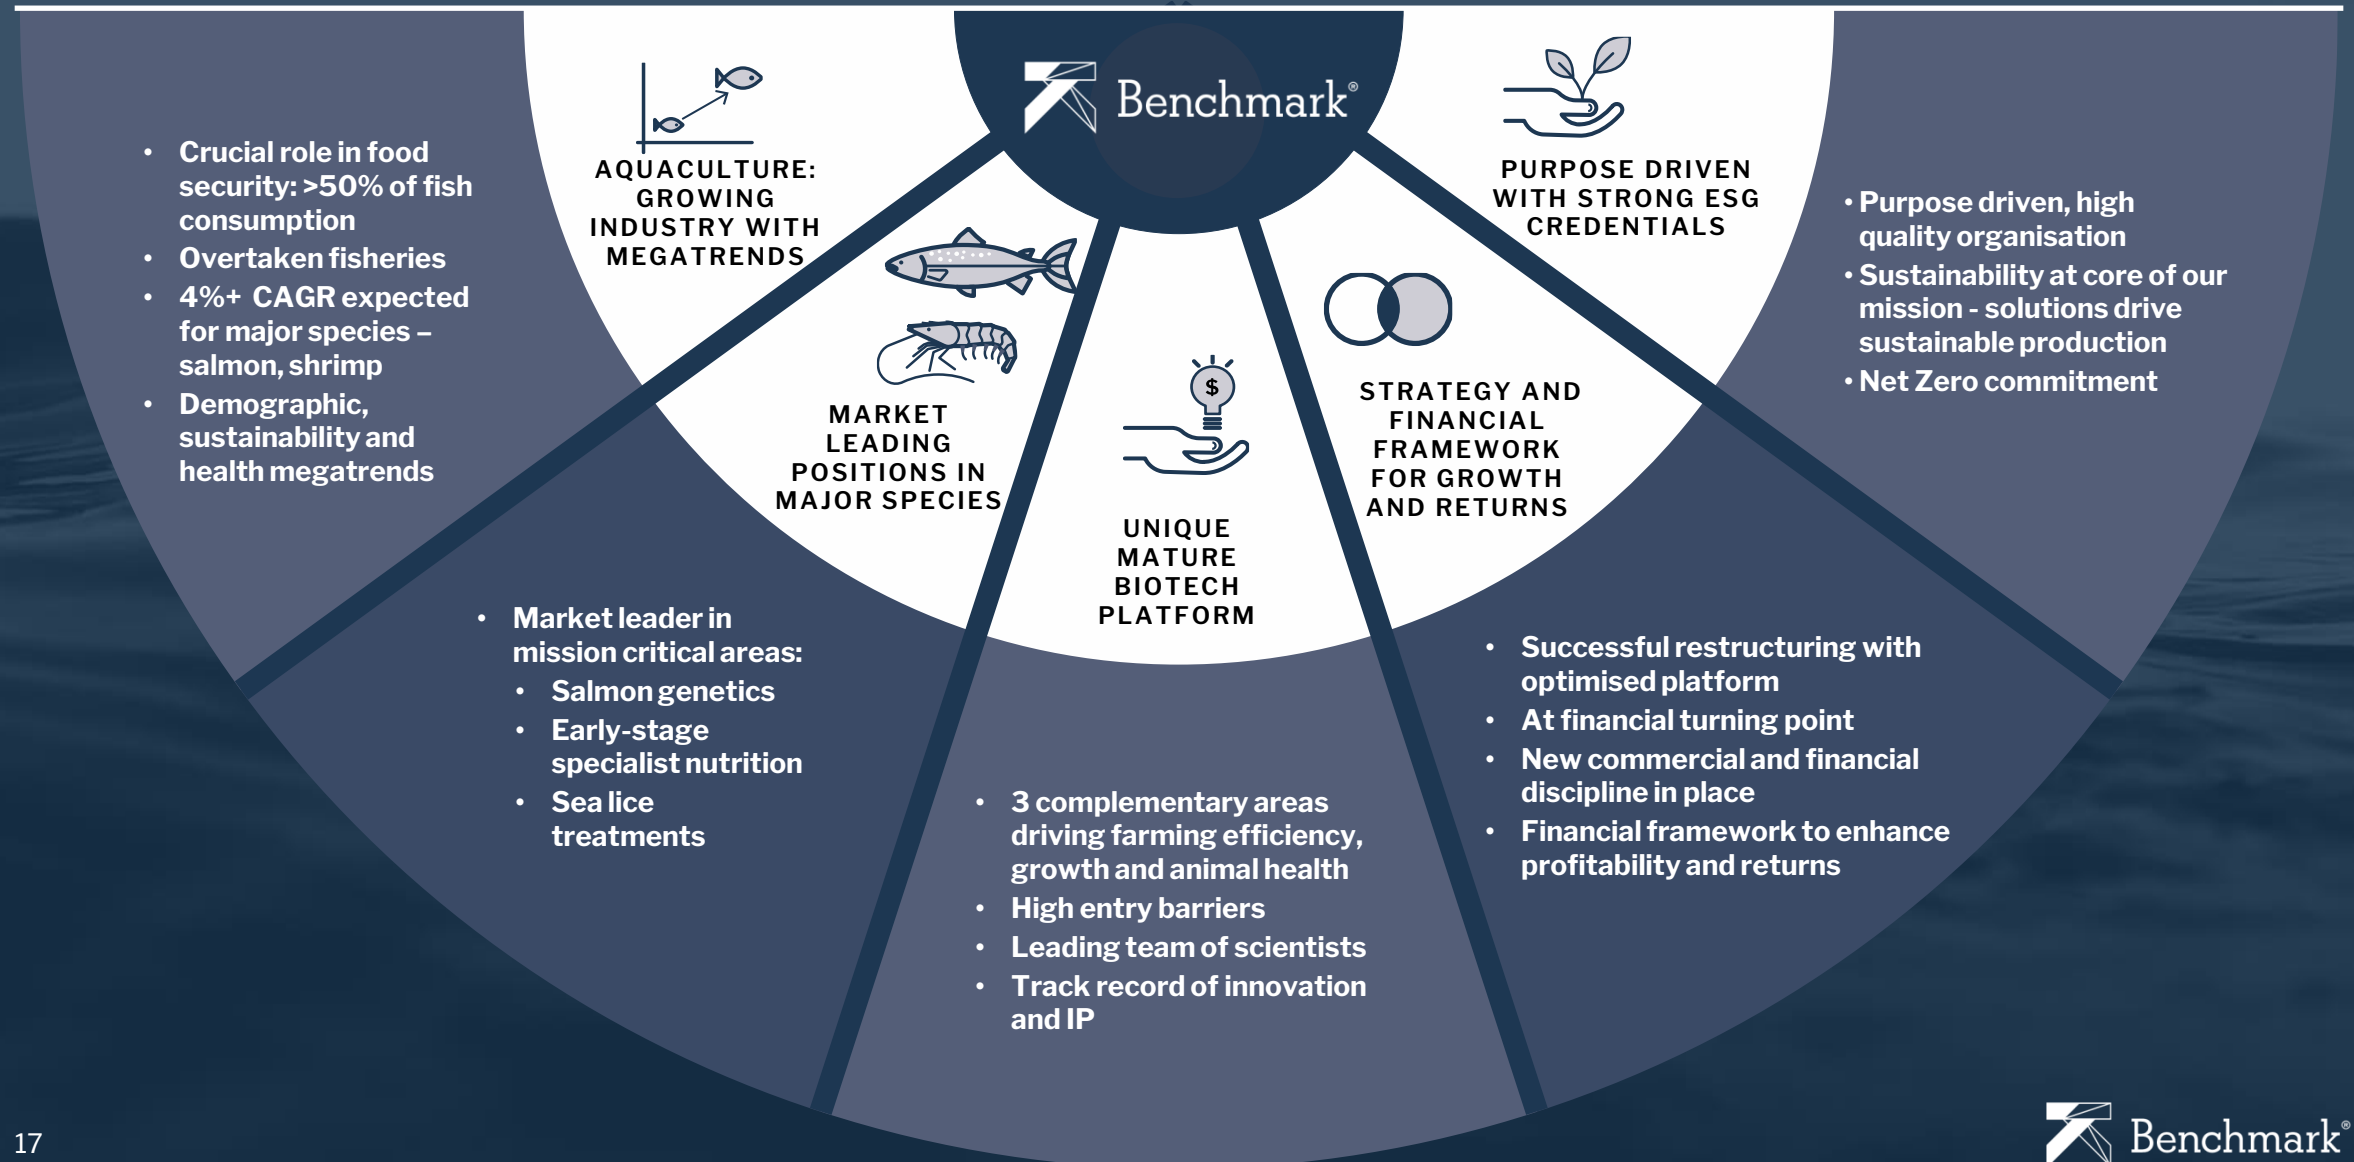 Benchmark®
AQUACULTURE:
GROWING
INDUSTRY WITH
MEGATRENDS
• Crucial role in food
security: >50% of fish
consumption
• Overtaken fisheries
• 4%+ CAGR expected
for major species –
salmon, shrimp
• Demographic,
sustainability and
health megatrends
MARKET
LEADING
POSITIONS IN
MAJOR SPECIES
• Market leader in
mission critical areas:
• Salmon genetics
• Early-stage
specialist nutrition
• Sea lice
treatments
$
UNIQUE
MATURE
BIOTECH
PLATFORM
• 3 complementary areas
driving farming efficiency,
growth and animal health
• High entry barriers
• Leading team of scientists
• Track record of innovation
and IP
STRATEGY AND
FINANCIAL
FRAMEWORK
FOR GROWTH
AND RETURNS
• Successful restructuring with
optimised platform
• At financial turning point
• New commercial and financial
discipline in place
• Financial framework to enhance
profitability and returns
PURPOSE DRIVEN
WITH STRONG ESG
CREDENTIALS
• Purpose driven, high
quality organisation
• Sustainability at core of our
mission - solutions drive
sustainable production
• Net Zero commitment
17
Benchmark®